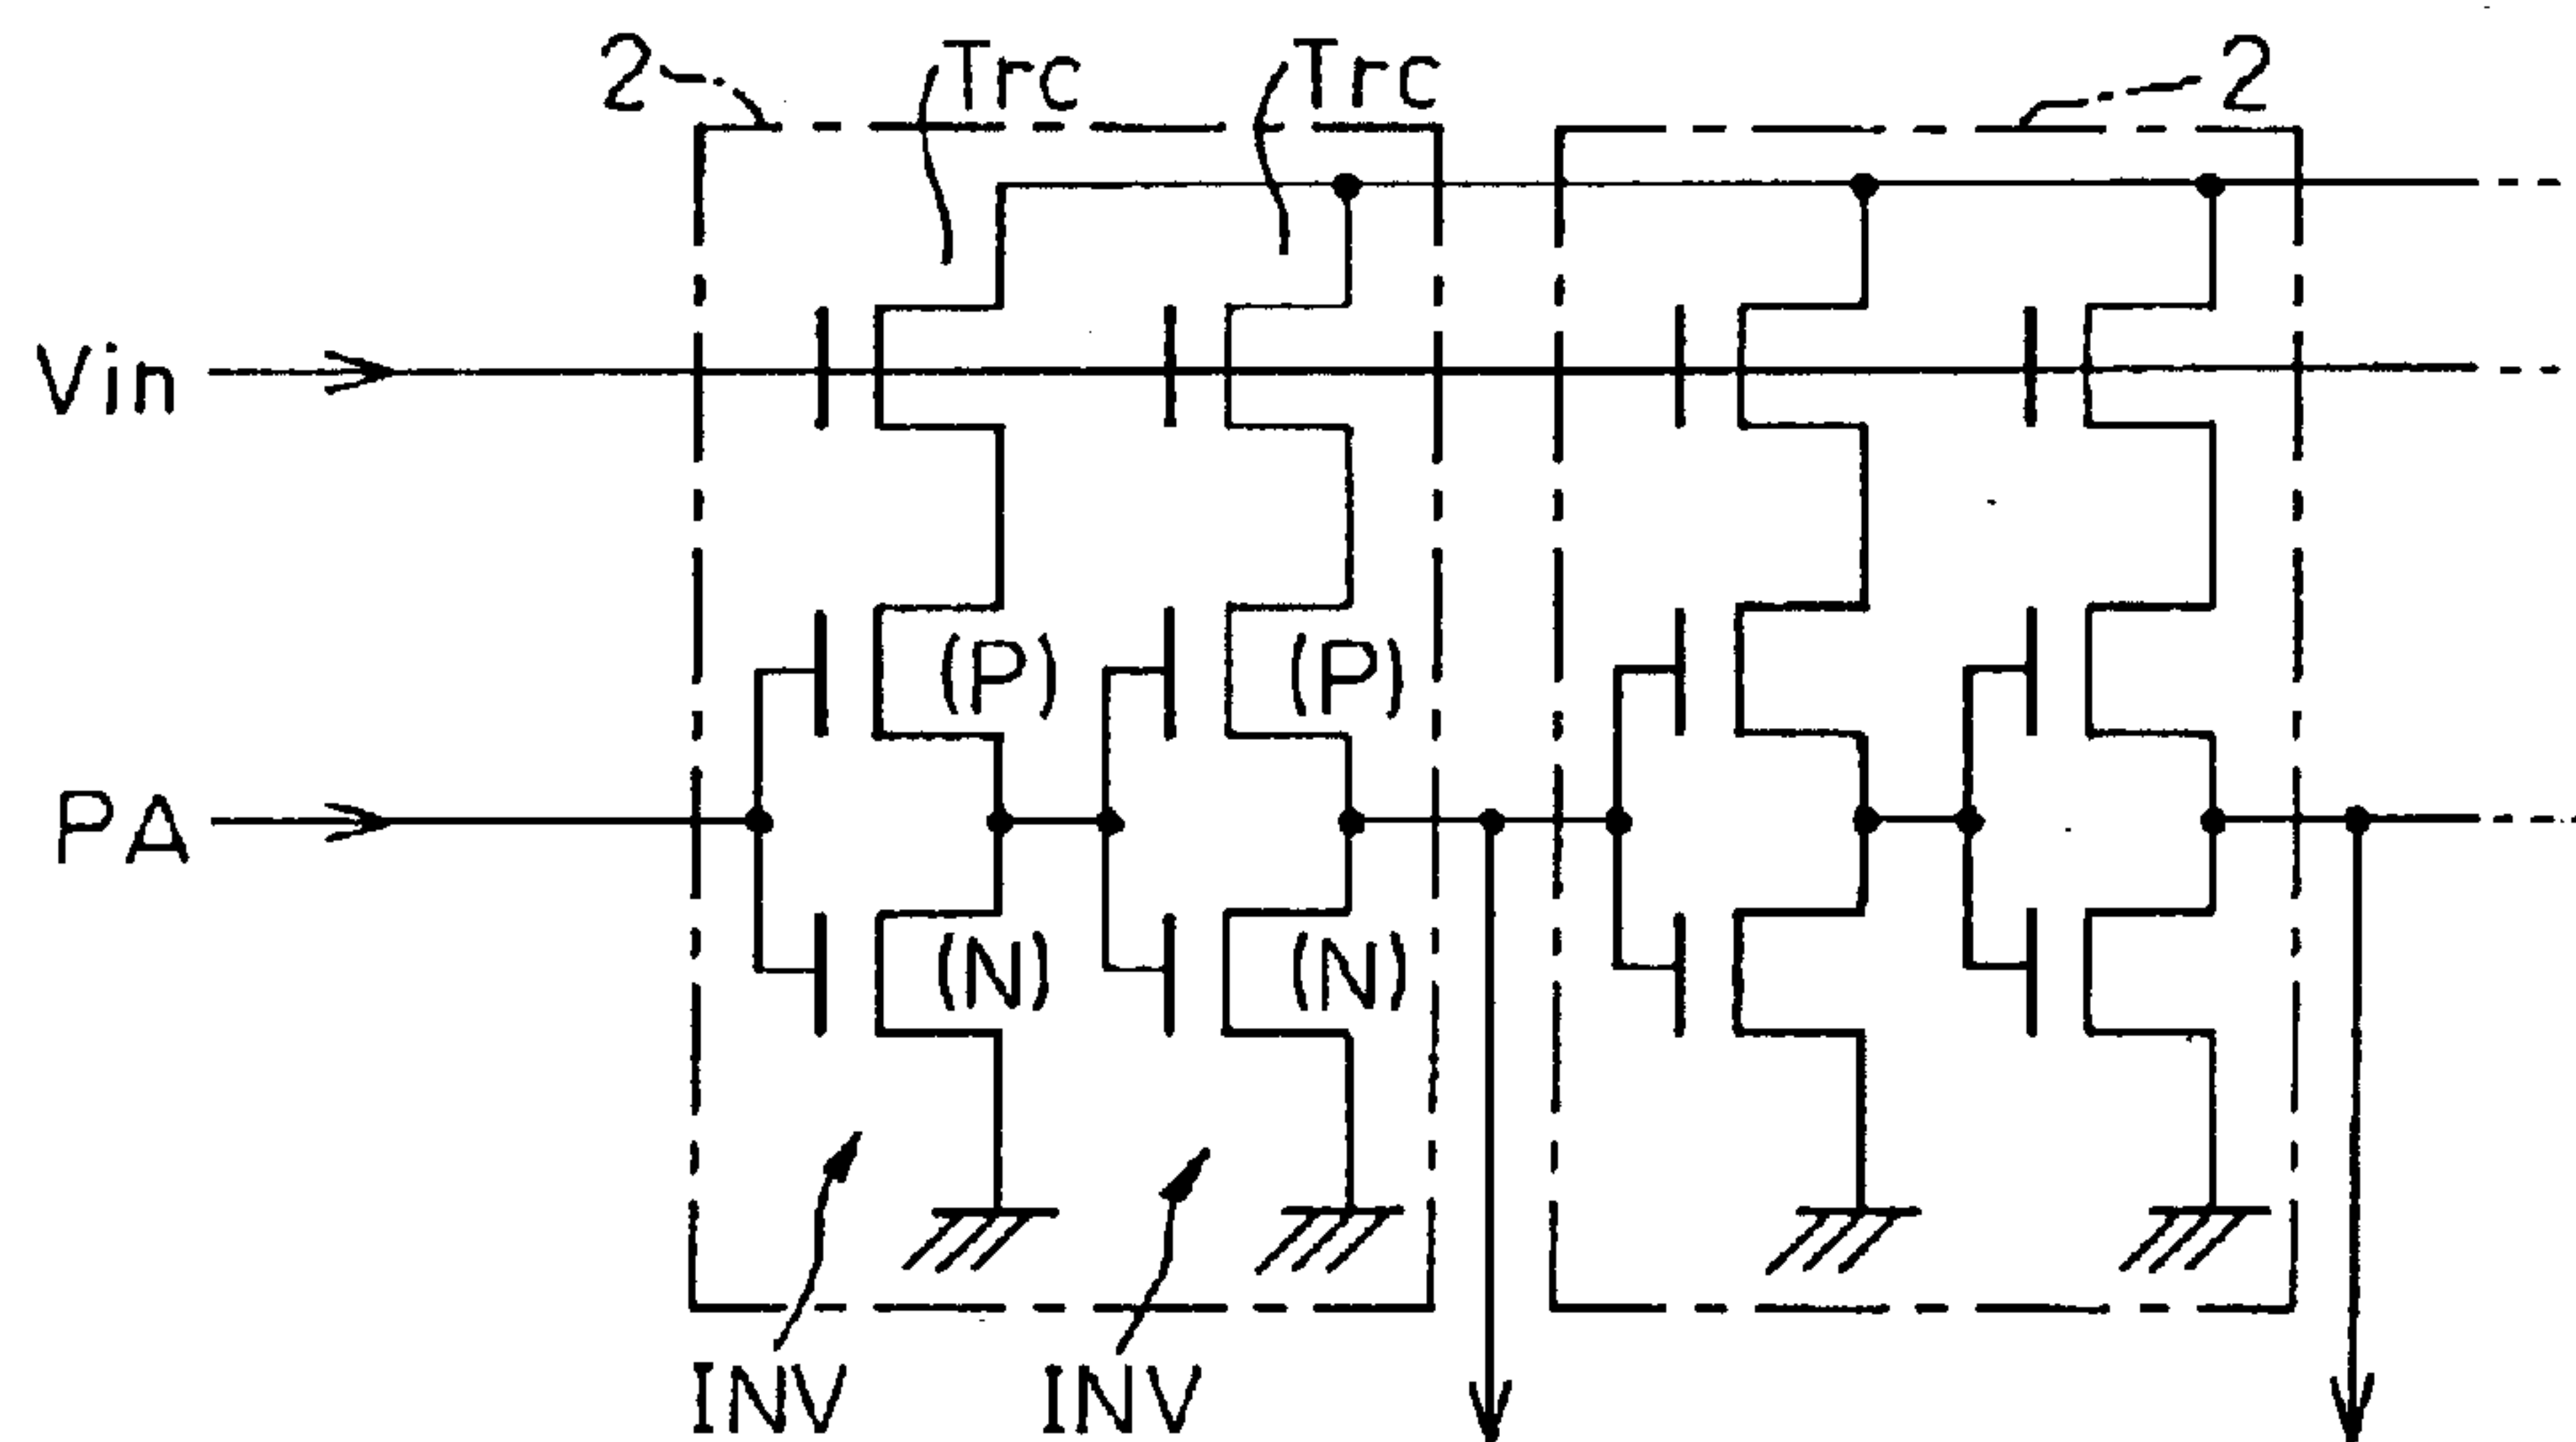 2 Trc Trc 2
Vin
(P) (P)
PA
(N) (N)
INV INV